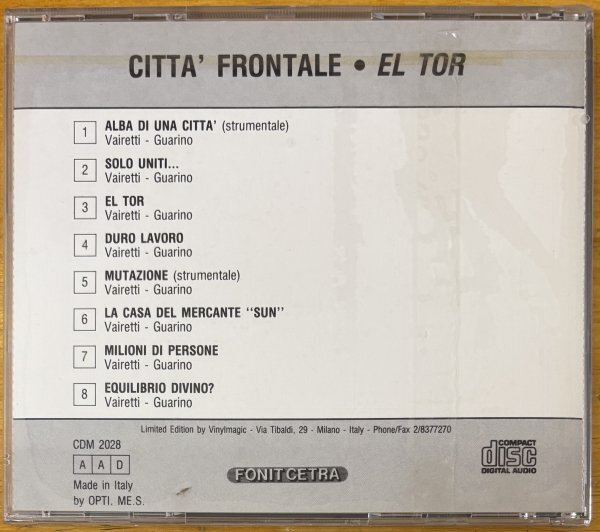 CITTA' FRONTALE • EL TOR
1 ALBA DI UNA CITTA' (strumentale)
Vairetti - Guarino
2 SOLO UNITI...
Vairetti - Guarino
3 EL TOR
Vairetti - Guarino
4 DURO LAVORO
Vairetti - Guarino
5 MUTAZIONE (strumentale)
Vairetti - Guarino
6 LA CASA DEL MERCANTE "SUN"
Vairetti - Guarino
7 MILIONI DI PERSONE
Vairetti - Guarino
8 EQUILIBRIO DIVINO?
Vairetti - Guarino
Limited Edition by Vinylmagic - Via Tibaldi, 29 - Milano - Italy - Phone/Fax 2/8377270
CDM 2028
A A D
Made in Italy
by OPTI. ME.S.
FONIT CETRA
COMPACT
disc
DIGITAL AUDIO